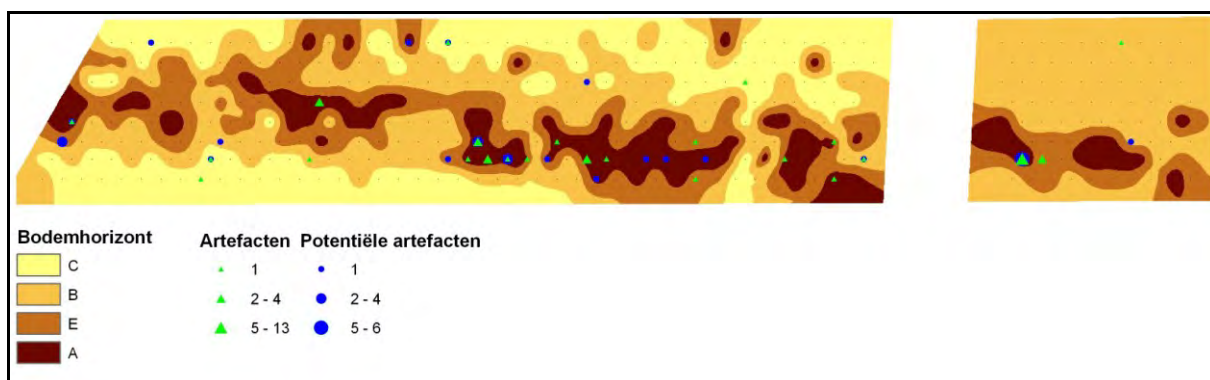 Bodemhorizont
C
B
E
A
Artefacten
1
2 - 4
5 - 13
Potentiële artefacten
1
2 - 4
5 - 6